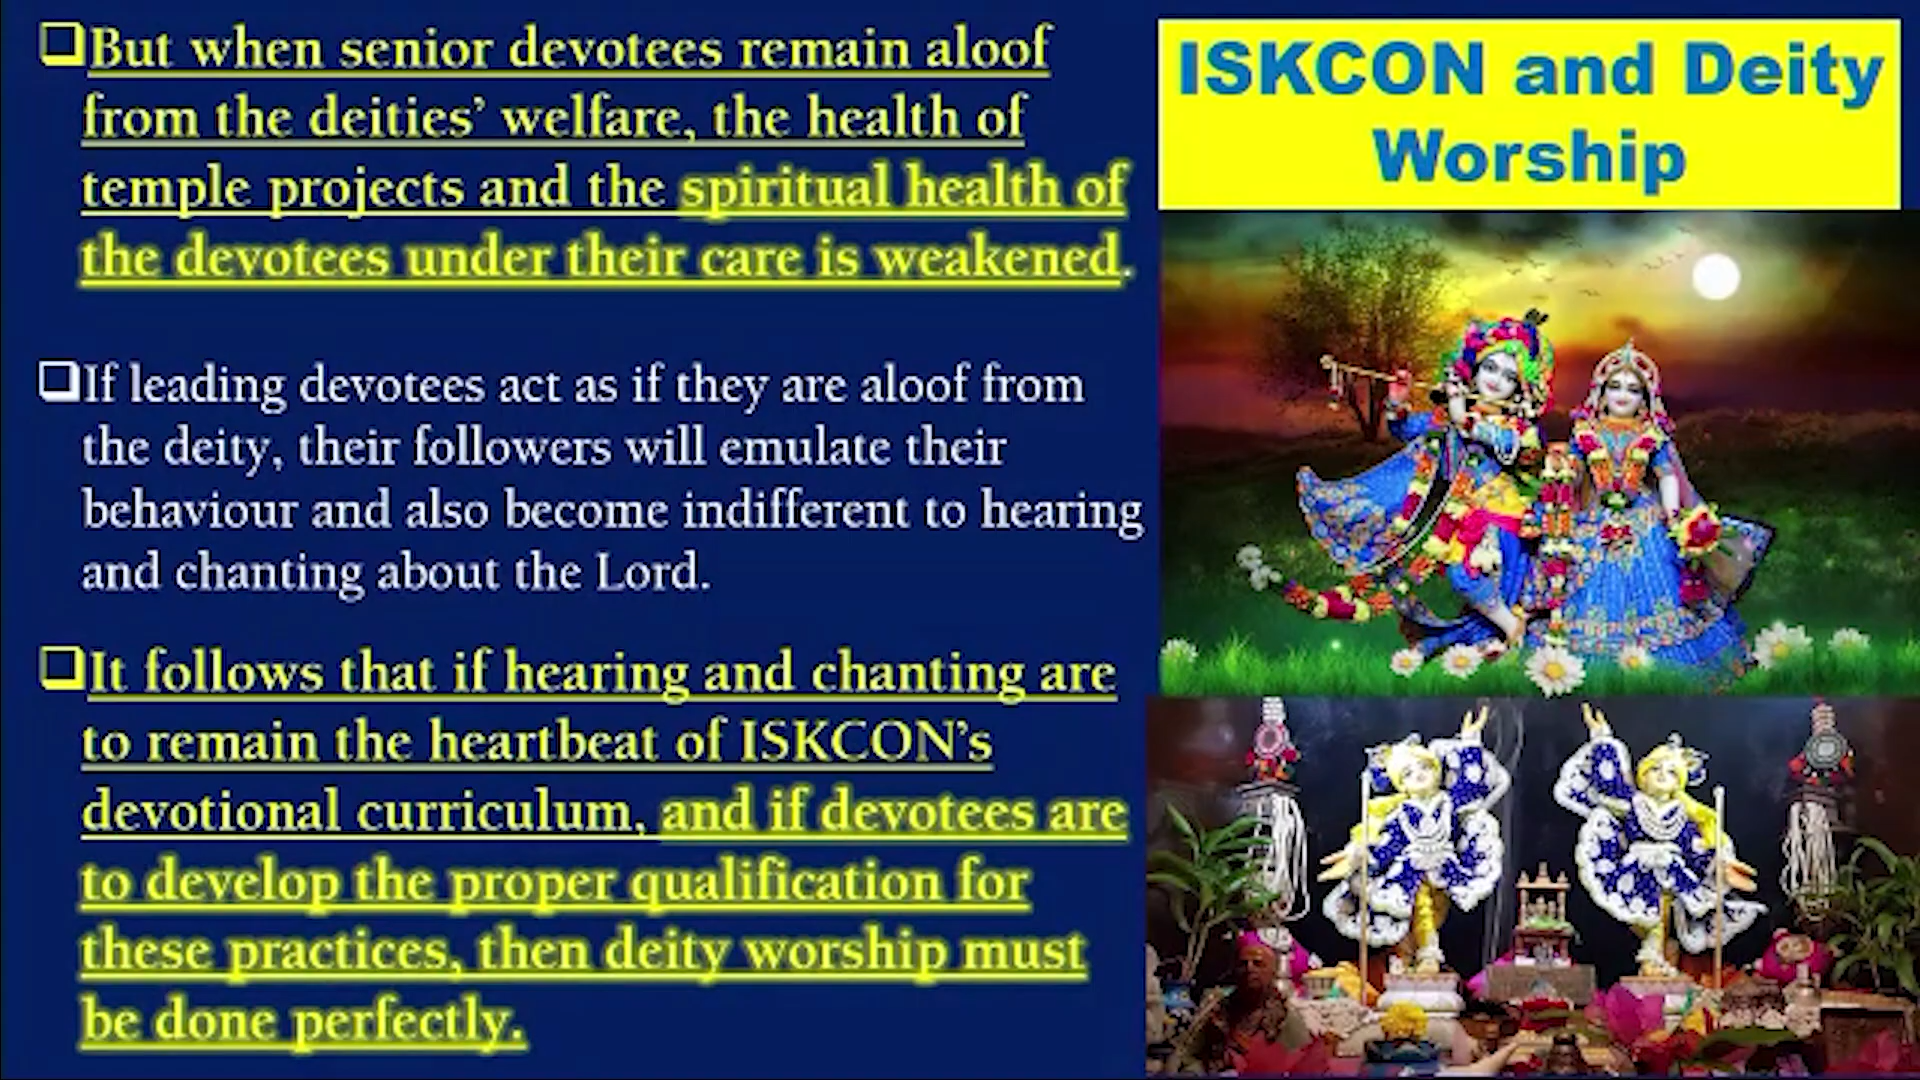 But when senior devotees remain aloof
from the deities’ welfare, the health of
temple projects and the spiritual health of
the devotees under their care is weakened.
If leading devotees act as if they are aloof from
the deity, their followers will emulate their
behaviour and also become indifferent to hearing
and chanting about the Lord.
It follows that if hearing and chanting are
to remain the heartbeat of ISKCON’s
devotional curriculum, and if devotees are
to develop the proper qualification for
these practices, then deity worship must
be done perfectly.
ISKCON and Deity
Worship